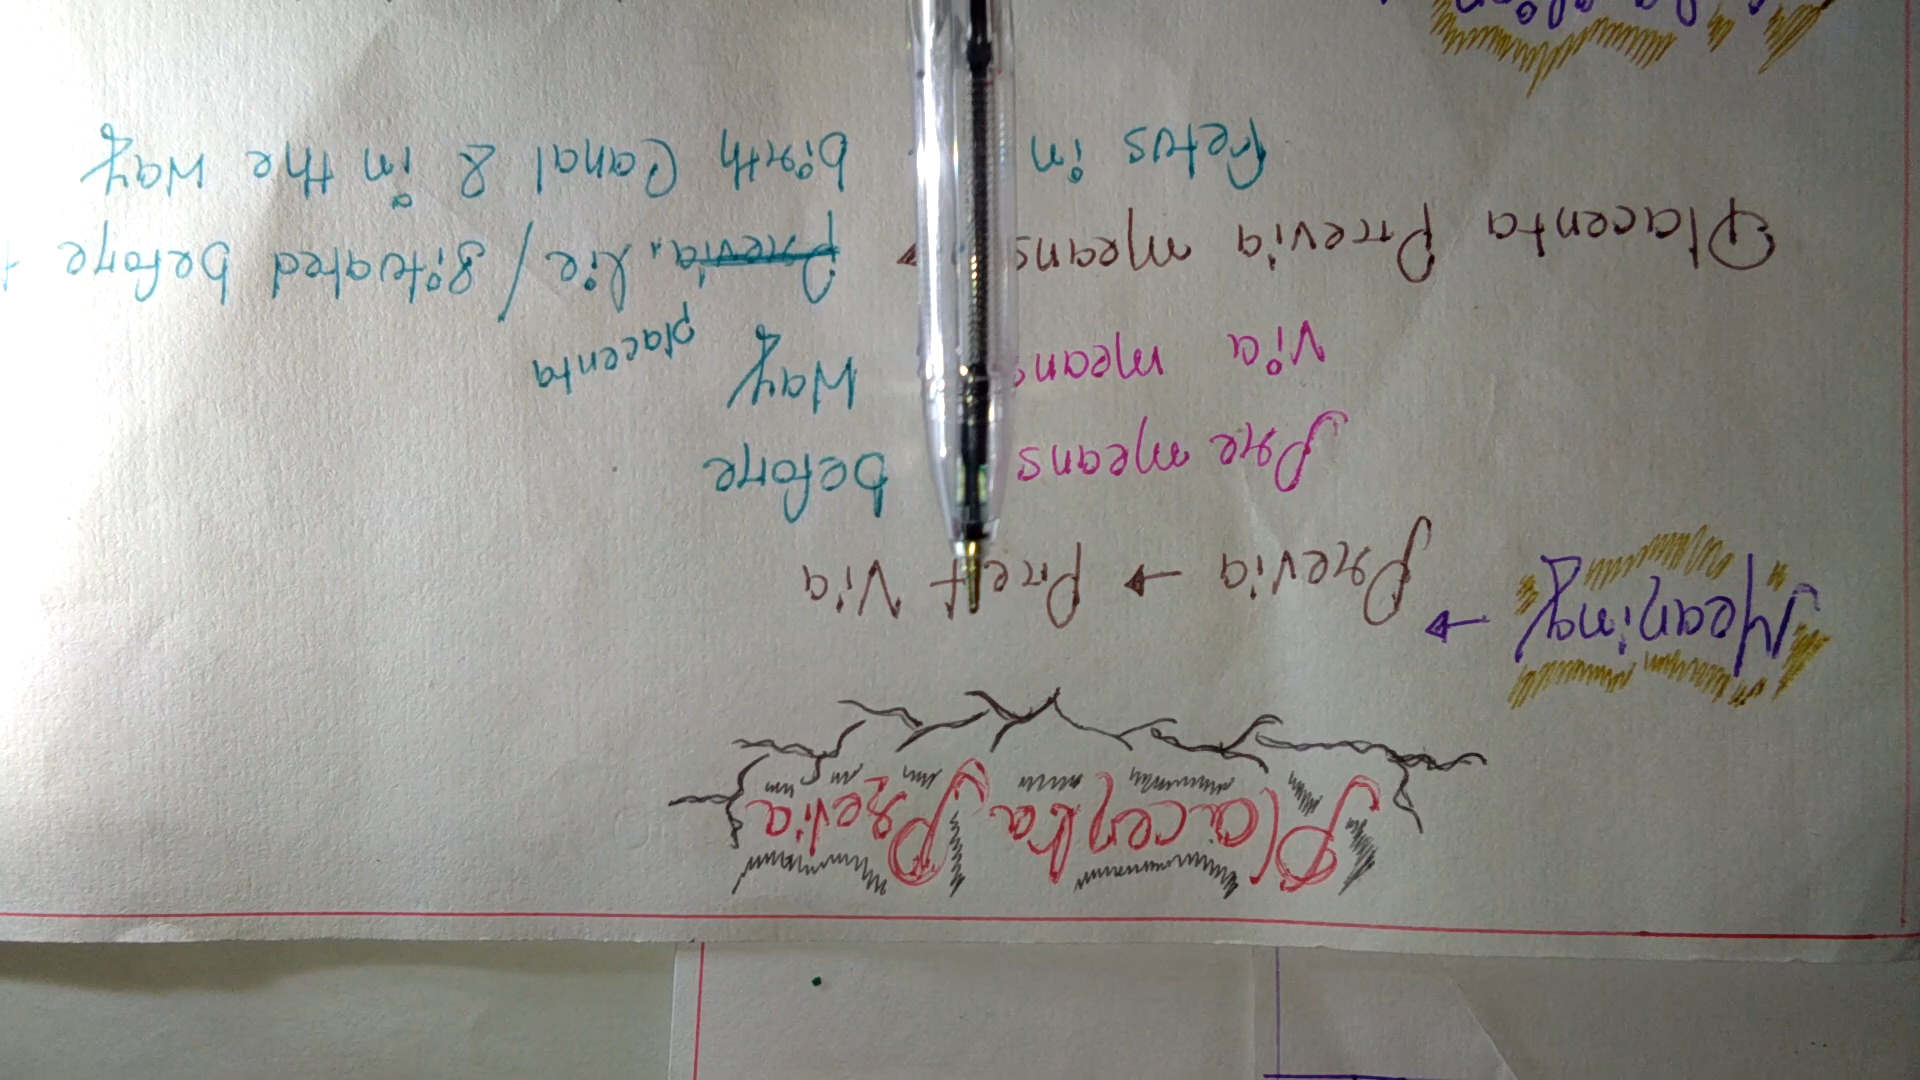 Placenta Previa
Meaning → Previa → Pre+ Via
Pre means before
Via means way
placenta
Placenta Previa means → Previa. lie / situated before
fetus in birth Canal & in the way